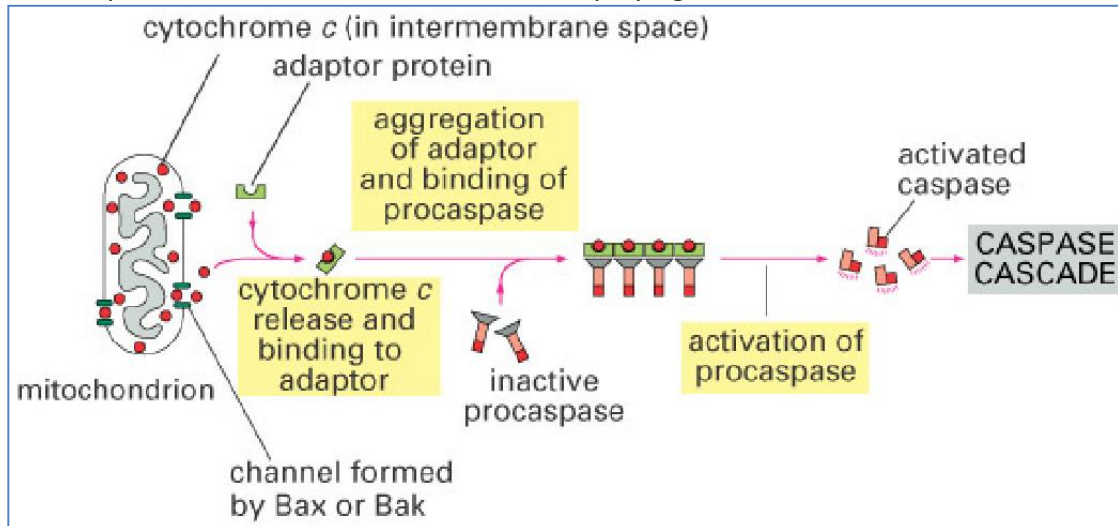 cytochrome c (in intermembrane space)
adaptor protein
aggregation
of adaptor
and binding of
procaspase
activated
caspase
CASPASE
CASCADE
cytochrome c
release and
binding to
adaptor
activation of
procaspase
inactive
procaspase
mitochondrion
channel formed
by Bax or Bak